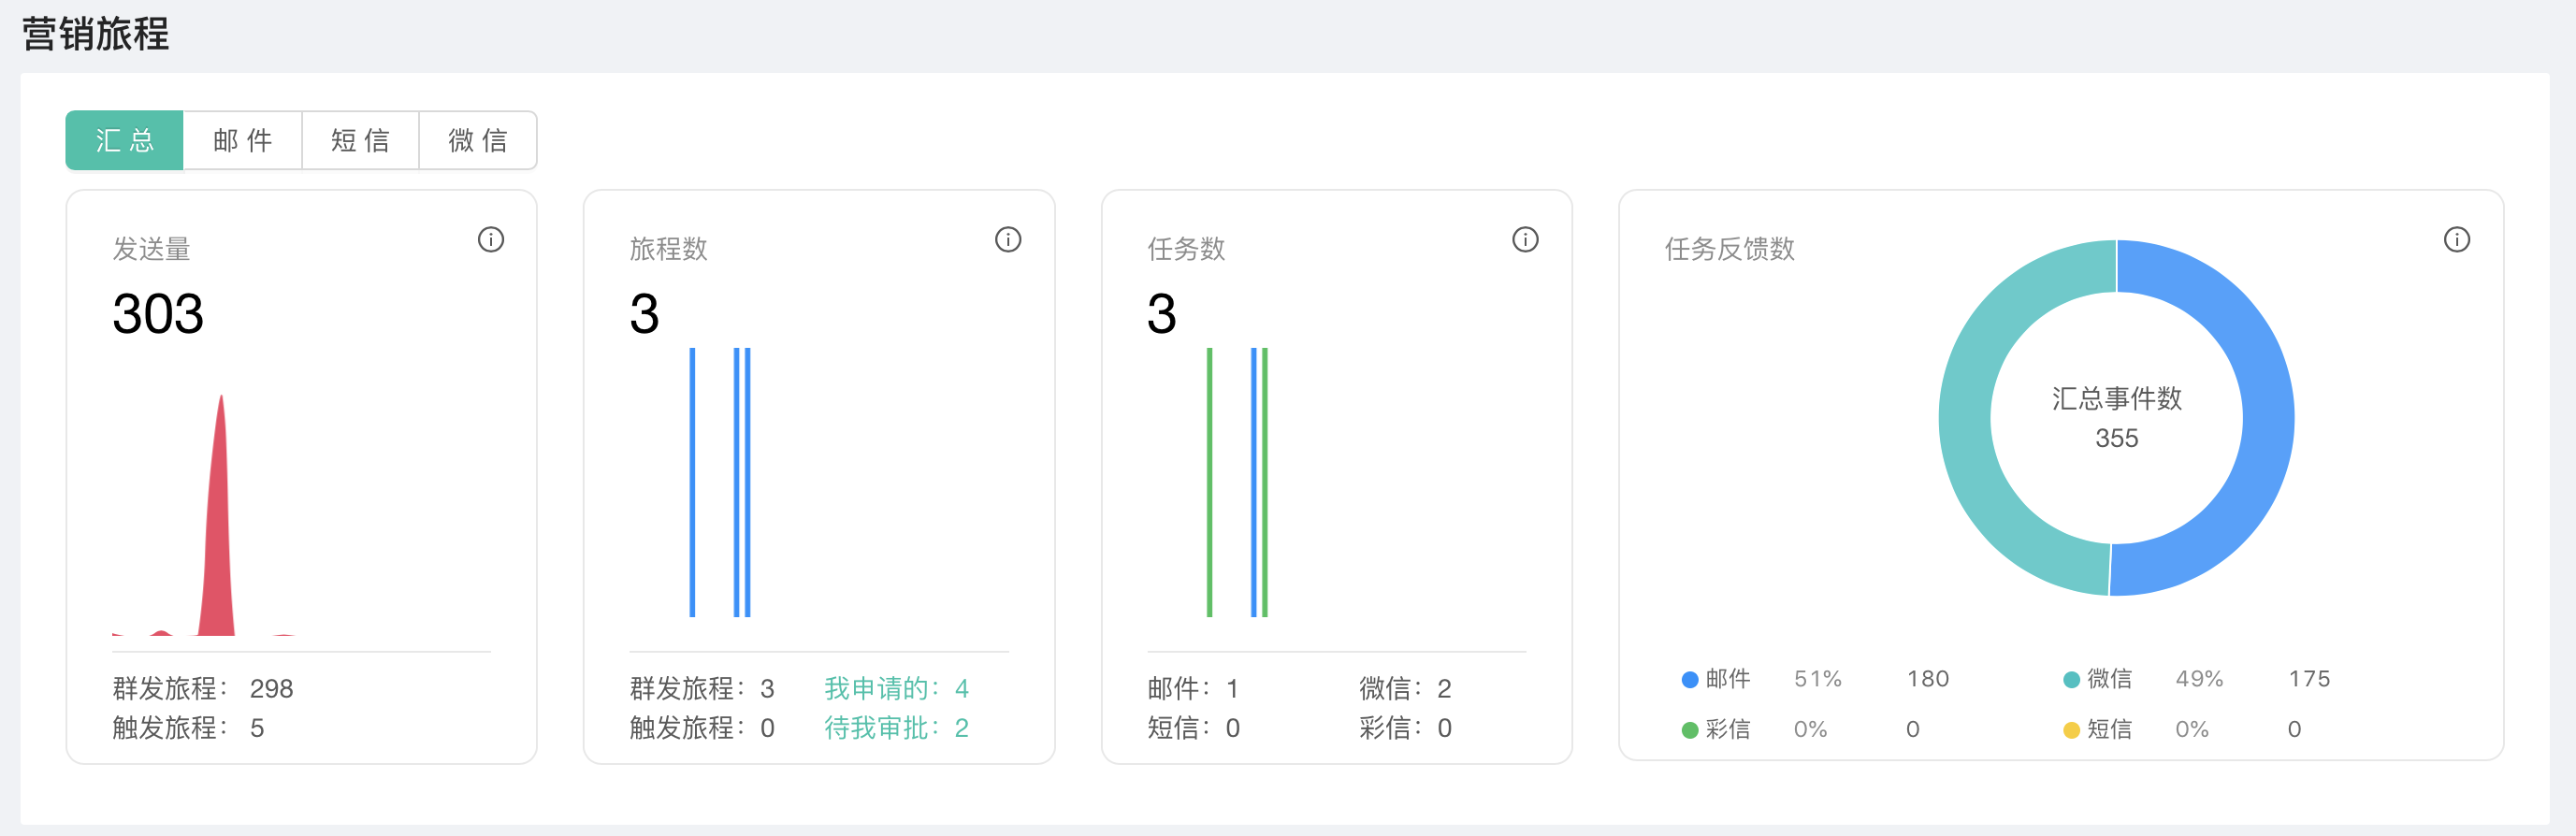 营销旅程
汇总 邮件 短信 微信
发送量
303
群发旅程： 298
触发旅程： 5
旅程数
3
群发旅程：3 我申请的：4
触发旅程：0 待我审批：2
任务数
3
邮件：1 微信：2
短信：0 彩信：0
任务反馈数
汇总事件数
355
邮件 51% 180 微信 49% 175
彩信 0% 0 短信 0% 0